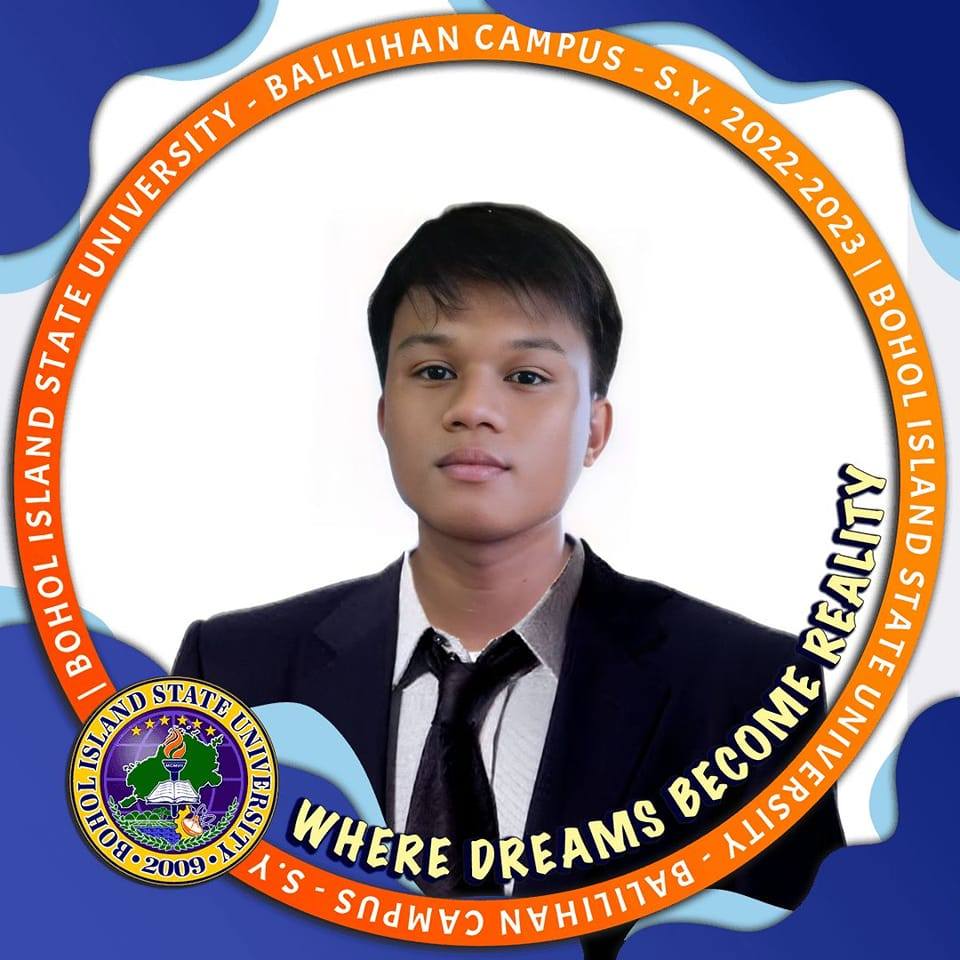 | BOHOL ISLAND STATE UNIVERSITY - BALILIHAN CAMPUS - S.Y. 2022-2023 | BOHOL ISLAND STATE UNIVERSITY - BALILIHAN CAMPUS - S.Y
WHERE DREAMS BECOME REALITY
BOHOL ISLAND STATE UNIVERSITY
MCMVII
• 2009 •